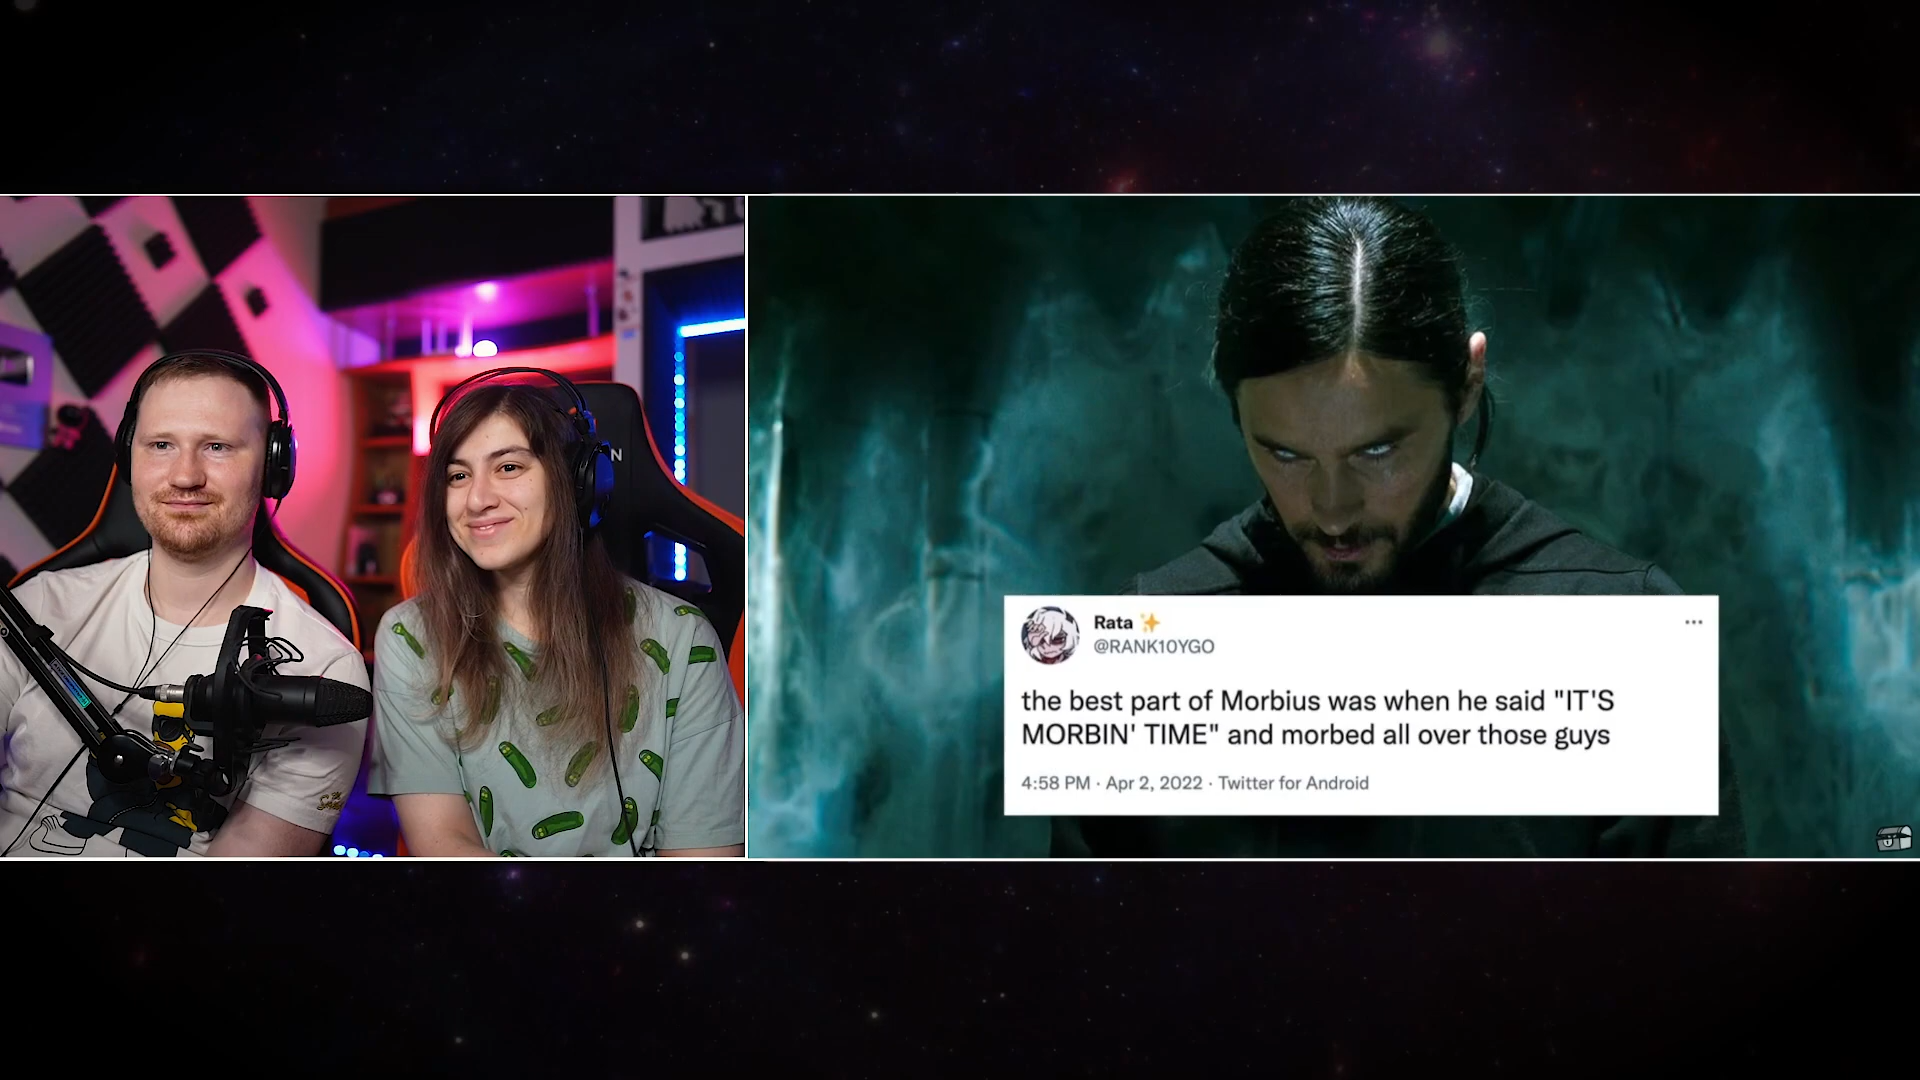 Rata
@RANK10YGO
the best part of Morbius was when he said "IT'S
MORBIN' TIME" and morbed all over those guys
4:58 PM · Apr 2, 2022 · Twitter for Android
N